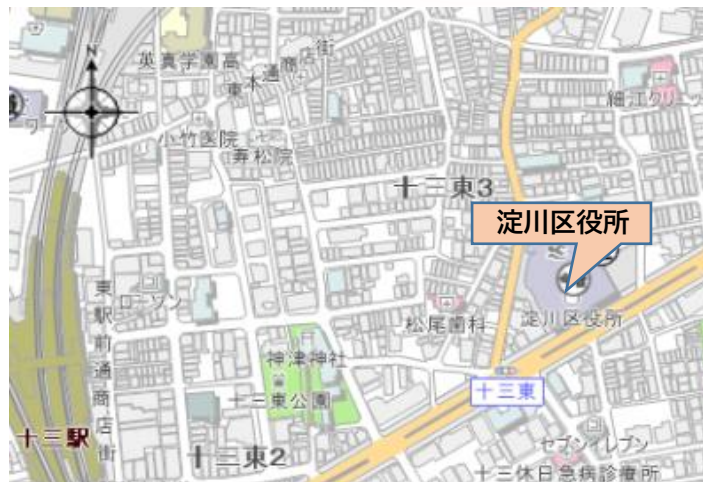 N
英真学園高
東本通商店街
細江クリーニ
小竹医院
寿松院
十三東3
淀川区役所
ローソン
東駅前通商店街
松尾歯科
淀川区役所
神津神社
十三東
十三東公園
十三駅
十三東2
セブンイレブン
十三休日急病診療所